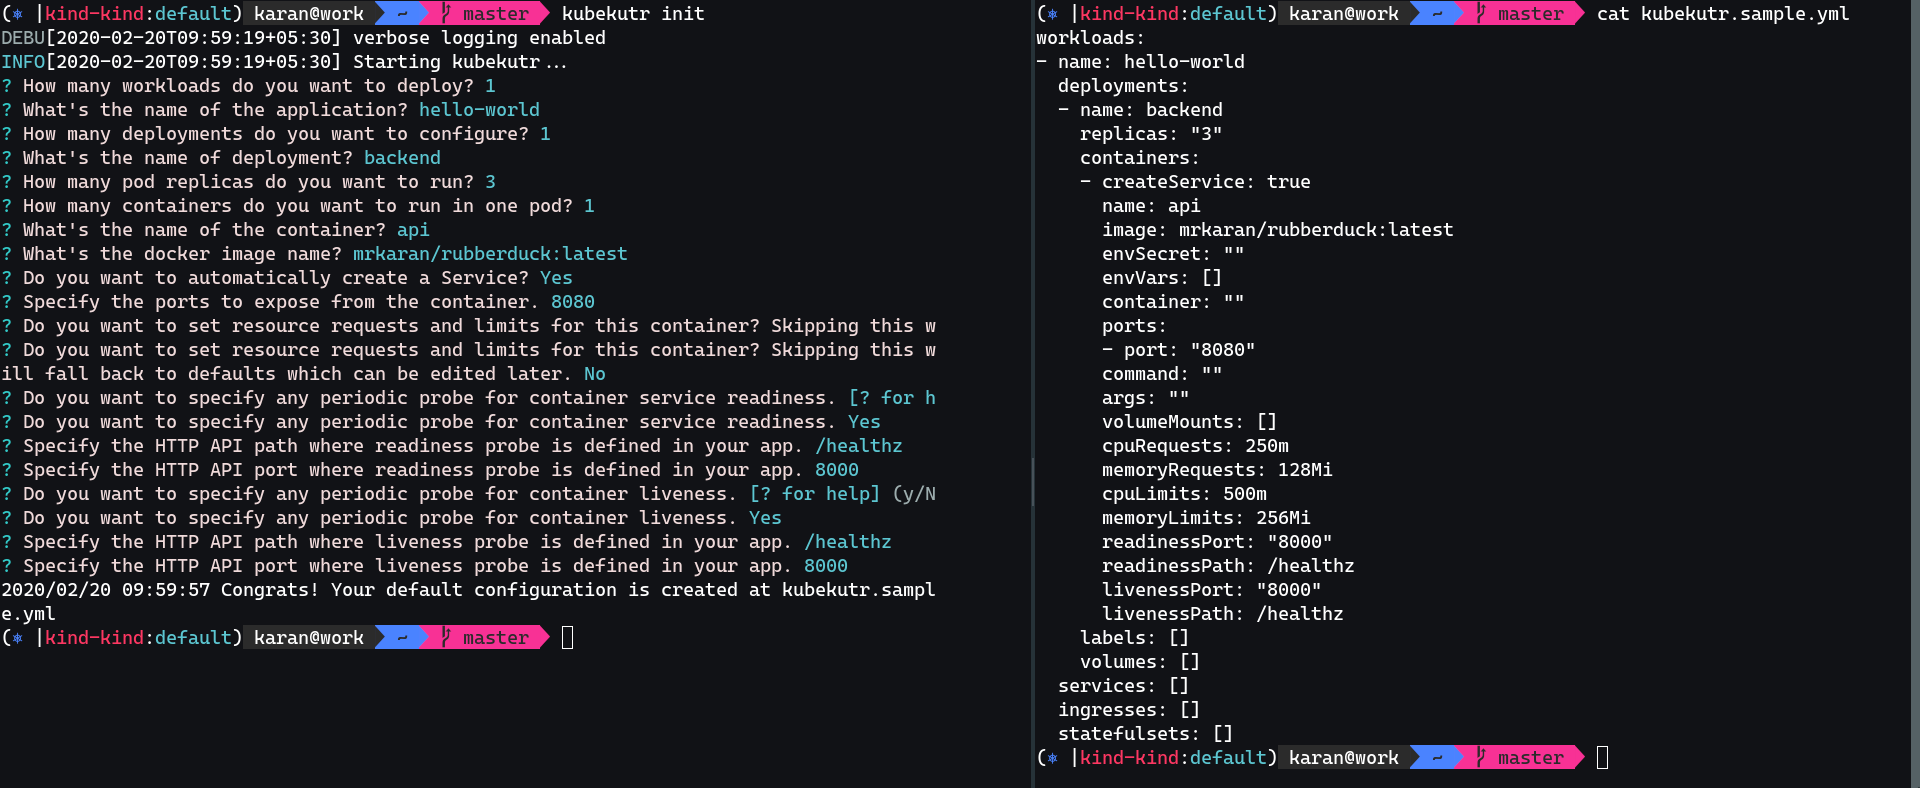 (⎈ |kind-kind:default) karan@work ~ master kubekutr init
DEBU[2020-02-20T09:59:19+05:30] verbose logging enabled
INFO[2020-02-20T09:59:19+05:30] Starting kubekutr...
? How many workloads do you want to deploy? 1
? What's the name of the application? hello-world
? How many deployments do you want to configure? 1
? What's the name of deployment? backend
? How many pod replicas do you want to run? 3
? How many containers do you want to run in one pod? 1
? What's the name of the container? api
? What's the docker image name? mrkaran/rubberduck:latest
? Do you want to automatically create a Service? Yes
? Specify the ports to expose from the container. 8080
? Do you want to set resource requests and limits for this container? Skipping this w
? Do you want to set resource requests and limits for this container? Skipping this w
ill fall back to defaults which can be edited later. No
? Do you want to specify any periodic probe for container service readiness. [? for h
? Do you want to specify any periodic probe for container service readiness. Yes
? Specify the HTTP API path where readiness probe is defined in your app. /healthz
? Specify the HTTP API port where readiness probe is defined in your app. 8000
? Do you want to specify any periodic probe for container liveness. [? for help] (y/N
? Do you want to specify any periodic probe for container liveness. Yes
? Specify the HTTP API path where liveness probe is defined in your app. /healthz
? Specify the HTTP API port where liveness probe is defined in your app. 8000
2020/02/20 09:59:57 Congrats! Your default configuration is created at kubekutr.sampl
e.yml
(⎈ |kind-kind:default) karan@work ~ master
(⎈ |kind-kind:default) karan@work ~ master cat kubekutr.sample.yml
workloads:
- name: hello-world
  deployments:
  - name: backend
    replicas: "3"
    containers:
    - createService: true
      name: api
      image: mrkaran/rubberduck:latest
      envSecret: ""
      envVars: []
      container: ""
      ports:
      - port: "8080"
      command: ""
      args: ""
      volumeMounts: []
      cpuRequests: 250m
      memoryRequests: 128Mi
      cpuLimits: 500m
      memoryLimits: 256Mi
      readinessPort: "8000"
      readinessPath: /healthz
      livenessPort: "8000"
      livenessPath: /healthz
    labels: []
    volumes: []
  services: []
  ingresses: []
  statefulsets: []
(⎈ |kind-kind:default) karan@work ~ master